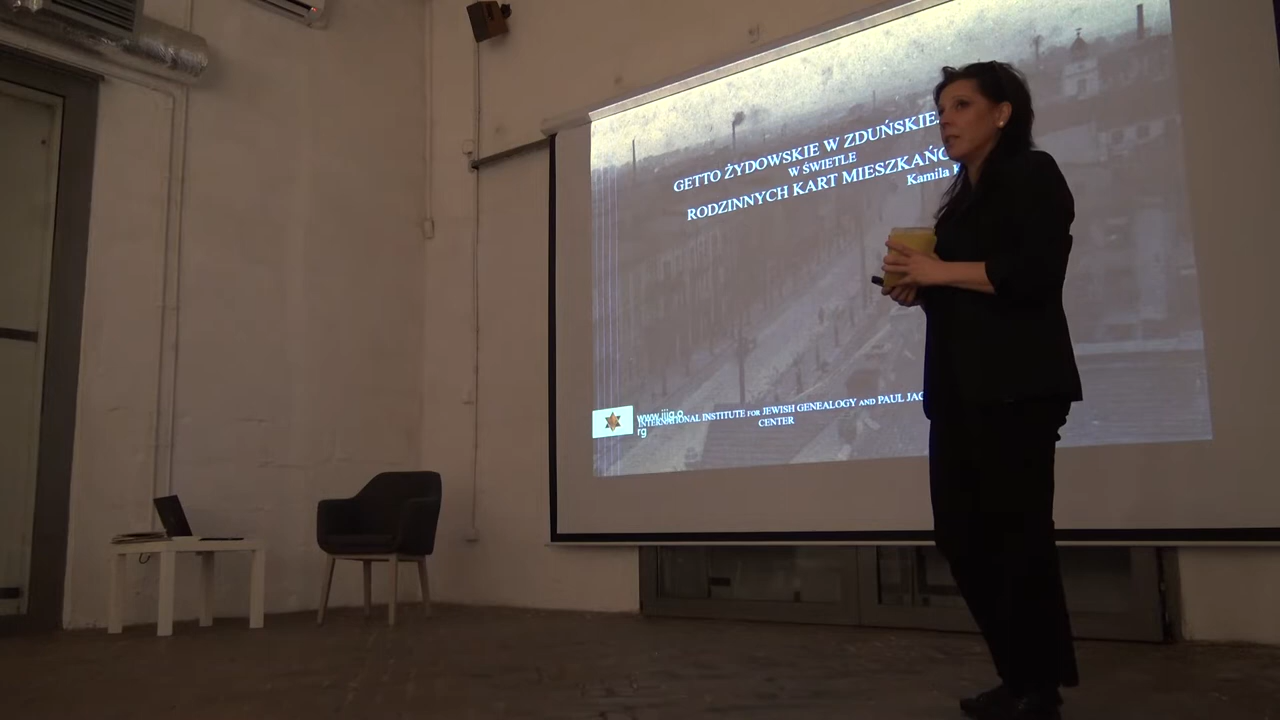 GETTO ŻYDOWSKIE W ZDUŃSKIE
W ŚWIETLE
RODZINNYCH KART MIESZKAŃC
Kamila K
www.iijg.o
rg
INTERNATIONAL INSTITUTE FOR JEWISH GENEALOGY AND PAUL JAC
CENTER